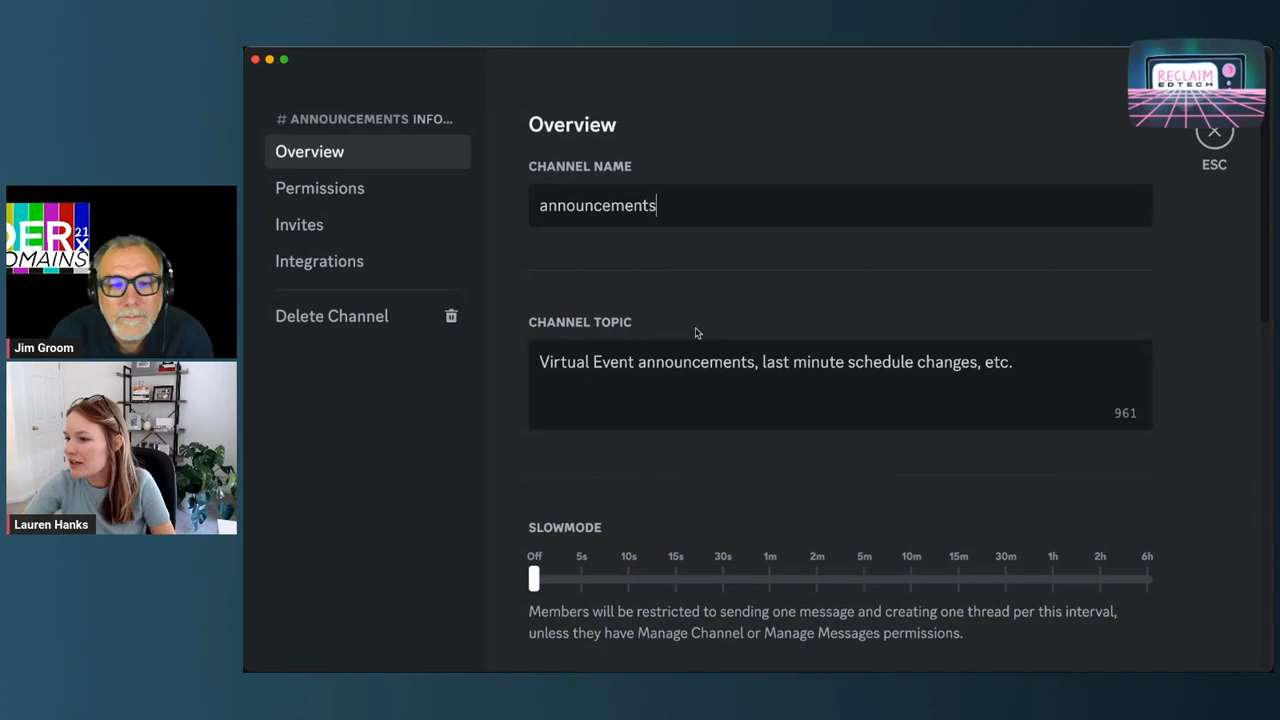 RECLAIM
EDTECH
ESC
# ANNOUNCEMENTS INFO...
Overview
Permissions
Invites
Integrations
Delete Channel
Overview
CHANNEL NAME
announcements
CHANNEL TOPIC
Virtual Event announcements, last minute schedule changes, etc.
961
SLOWMODE
Off 5s 10s 15s 30s 1m 2m 5m 10m 15m 30m 1h 2h 6h
Members will be restricted to sending one message and creating one thread per this interval,
unless they have Manage Channel or Manage Messages permissions.
DER 21
X
OMAINS
Jim Groom
Lauren Hanks